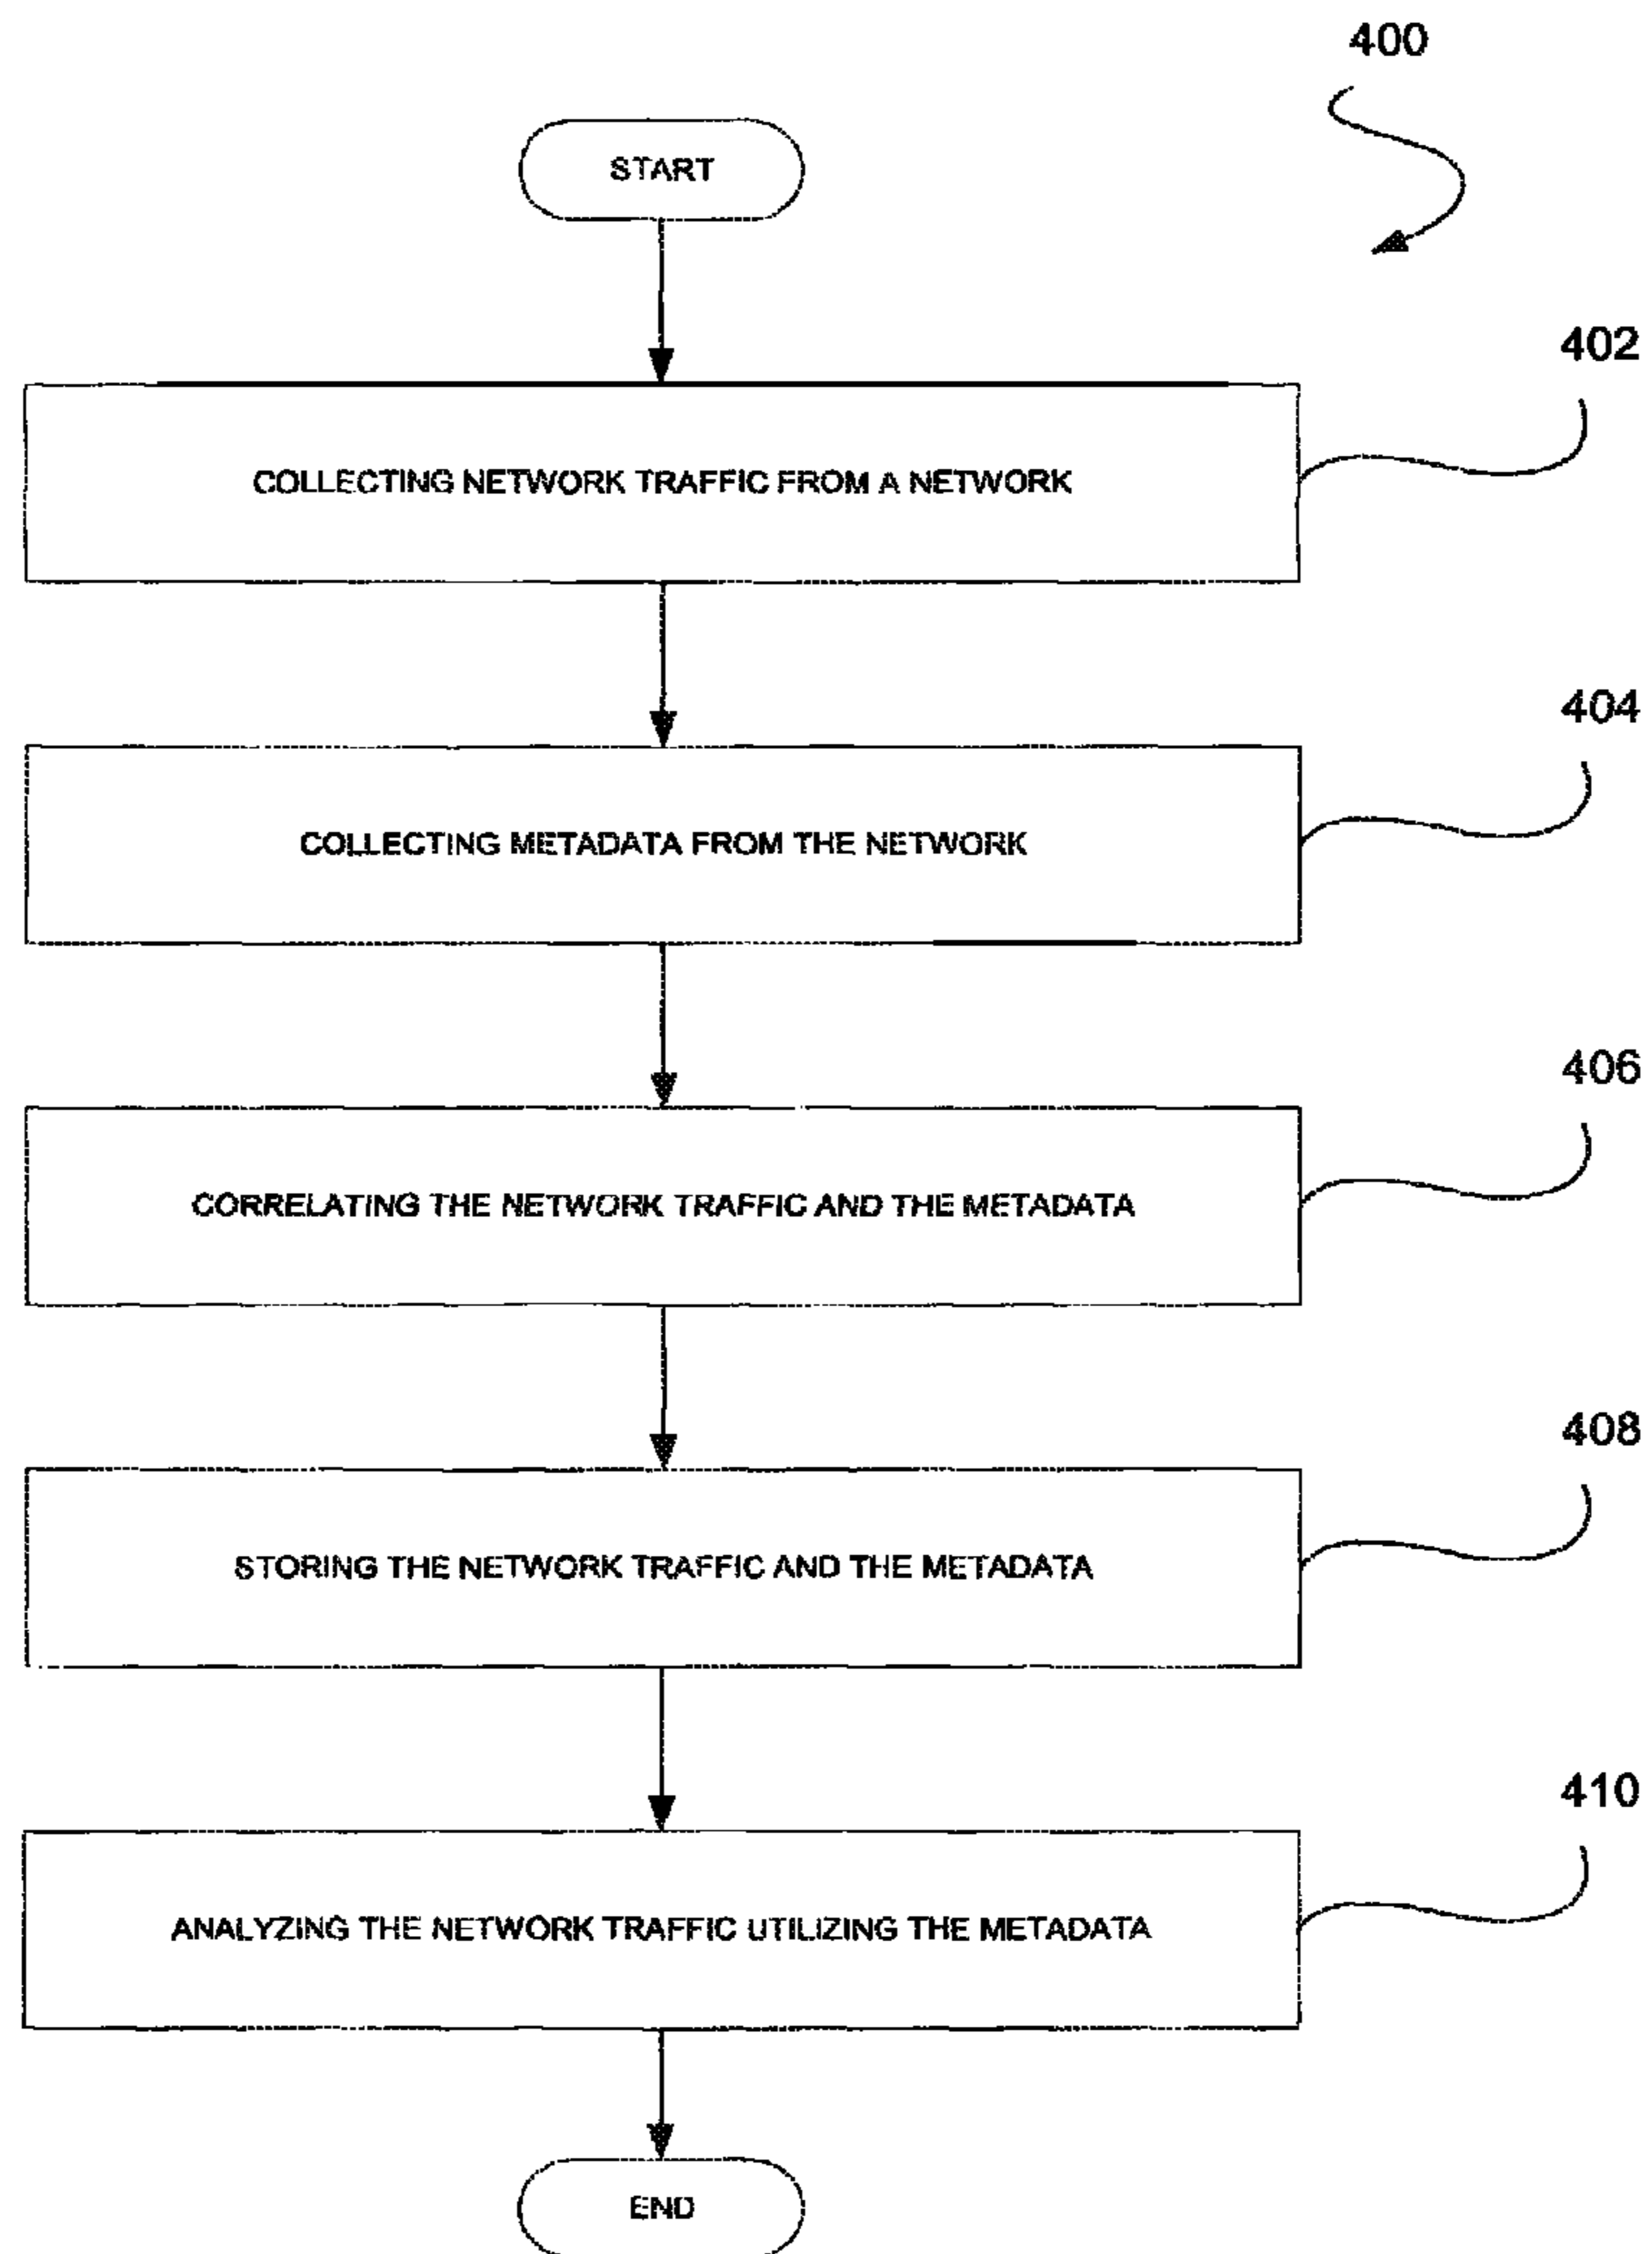 400
START
402
COLLECTING NETWORK TRAFFIC FROM A NETWORK
404
COLLECTING METADATA FROM THE NETWORK
406
CORRELATING THE NETWORK TRAFFIC AND THE METADATA
408
STORING THE NETWORK TRAFFIC AND THE METADATA
410
ANALYZING THE NETWORK TRAFFIC UTILIZING THE METADATA
END